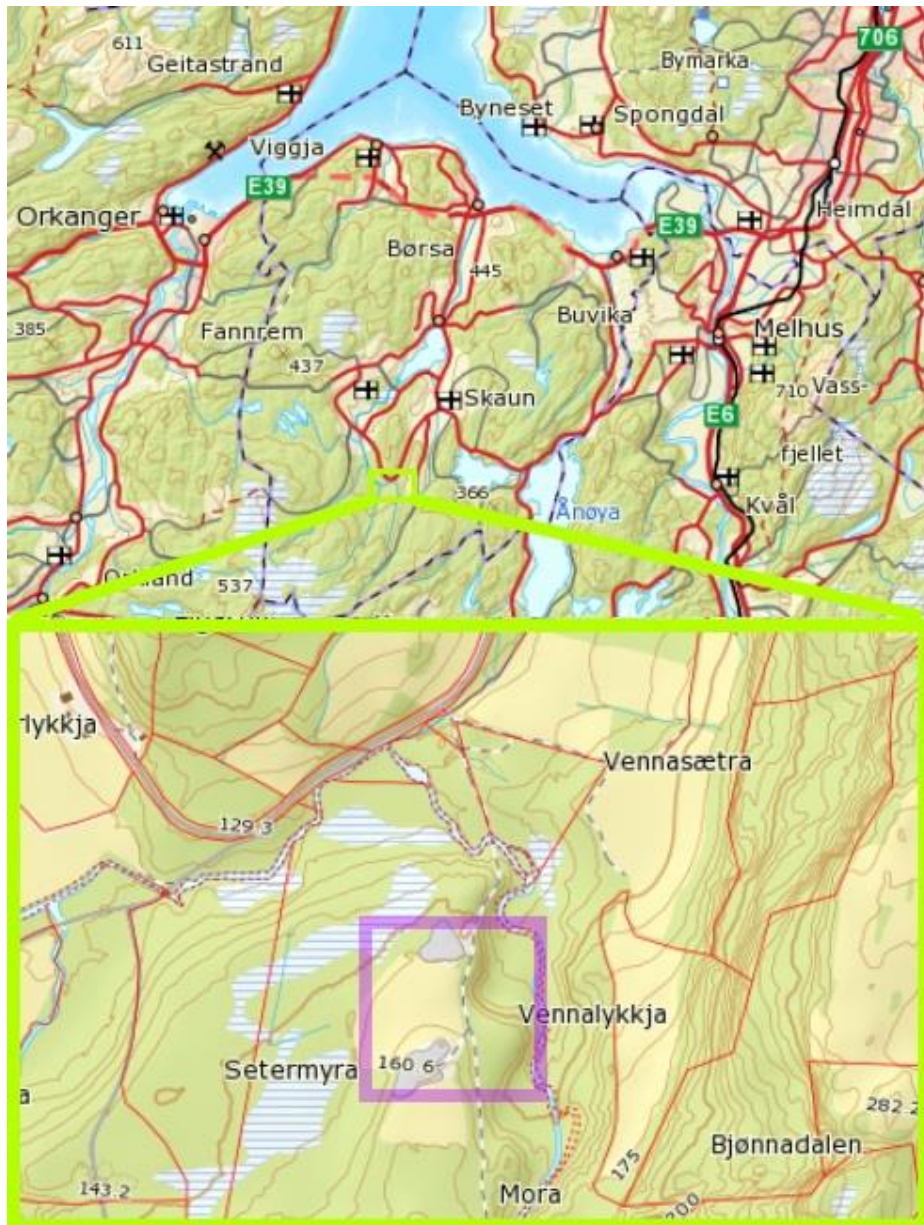 706
611
Bymarka
Geitastrand
Byneset
Spongdal
Viggja
E39
Orkanger
Heimdal
E39
Børsa
445
Buvika
385
Fannrem
Melhus
437
710
Vass-
Skaun
E6
fjellet
366
Kvål
Ånøya
537
Vennasætra
129.3
Vennalykkja
160.6
Setermyra
282.2
Bjønnadalen
175
143.2
Mora
200